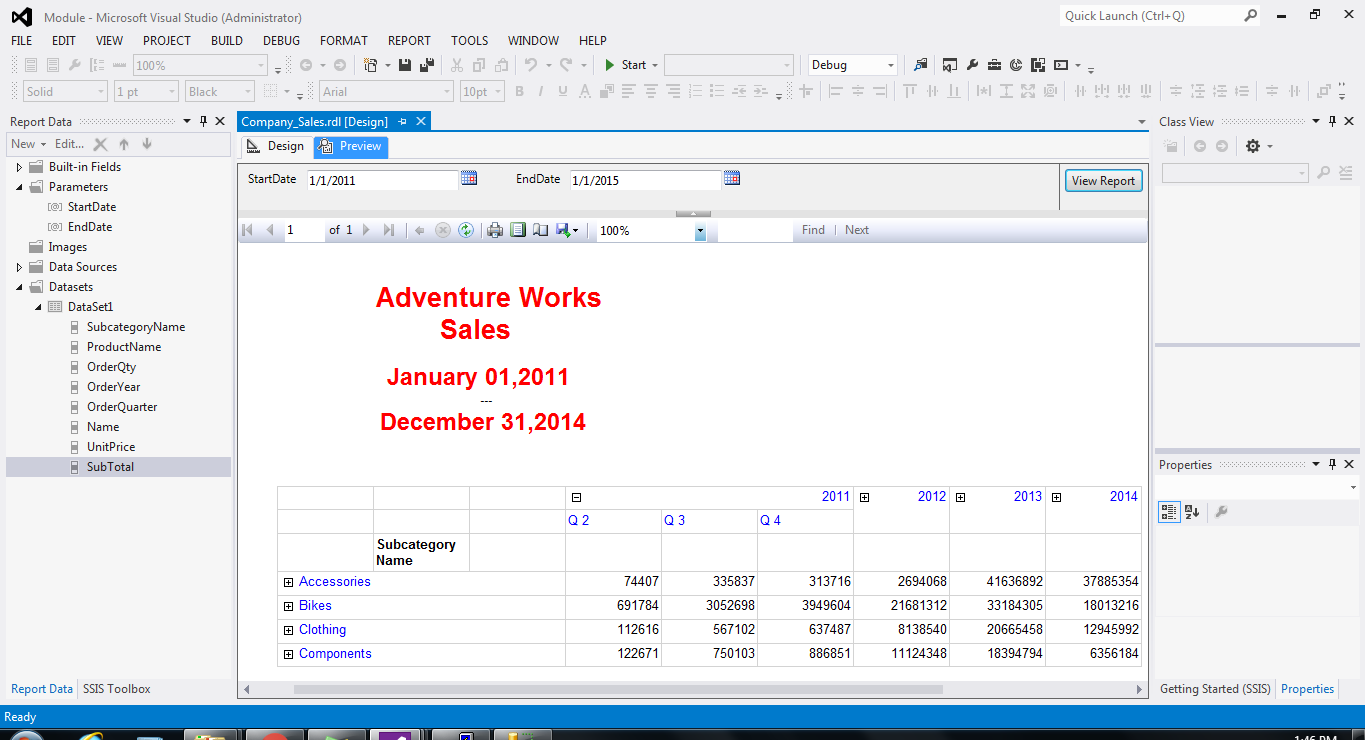 Module - Microsoft Visual Studio (Administrator)
Quick Launch (Ctrl+Q)
FILE EDIT VIEW PROJECT BUILD DEBUG FORMAT REPORT TOOLS WINDOW HELP
100% Start Debug
Solid 1 pt Black Arial 10pt B I U A
Report Data
New Edit...
Built-in Fields
Parameters
StartDate
EndDate
Images
Data Sources
Datasets
DataSet1
SubcategoryName
ProductName
OrderQty
OrderYear
OrderQuarter
Name
UnitPrice
SubTotal
Report Data SSIS Toolbox
Company_Sales.rdl [Design]
Design Preview
StartDate 1/1/2011 EndDate 1/1/2015 View Report
1 of 1 100% Find | Next
Adventure Works
Sales
January 01,2011
---
December 31,2014
2011 2012 2013 2014
Q 2 Q 3 Q 4
Subcategory
Name
Accessories 74407 335837 313716 2694068 41636892 37885354
Bikes 691784 3052698 3949604 21681312 33184305 18013216
Clothing 112616 567102 637487 8138540 20665458 12945992
Components 122671 750103 886851 11124348 18394794 6356184
Class View
Properties
Getting Started (SSIS) Properties
Ready
1:46 PM